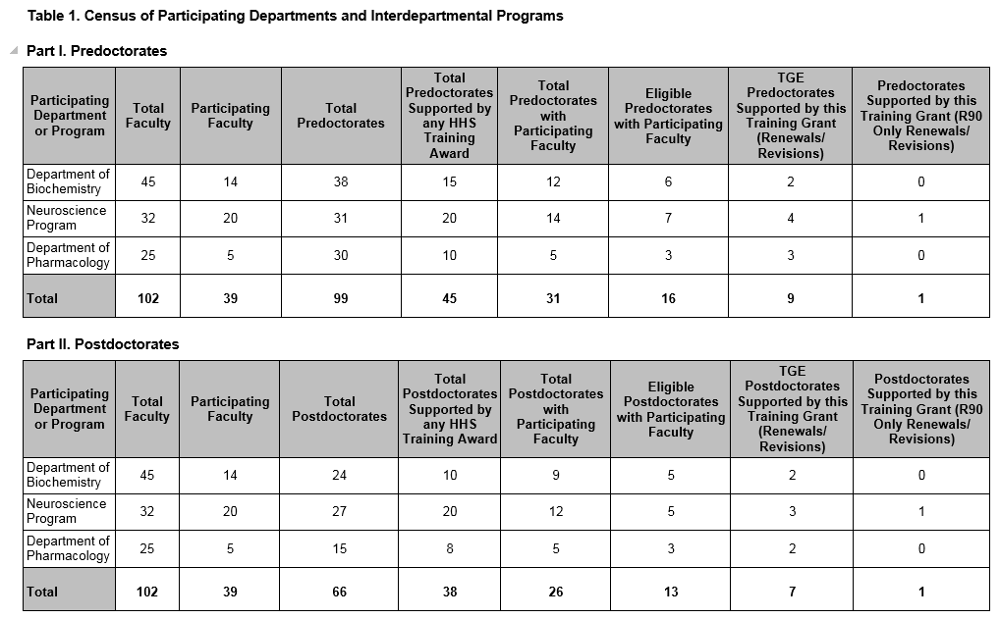 Table 1. Census of Participating Departments and Interdepartmental Programs
Part I. Predoctorates
Participating Department or Program | Total Faculty | Participating Faculty | Total Predoctorates | Total Predoctorates Supported by any HHS Training Award | Total Predoctorates with Participating Faculty | Eligible Predoctorates with Participating Faculty | TGE Predoctorates Supported by this Training Grant (Renewals/ Revisions) | Predoctorates Supported by this Training Grant (R90 Only Renewals/ Revisions)
Department of Biochemistry | 45 | 14 | 38 | 15 | 12 | 6 | 2 | 0
Neuroscience Program | 32 | 20 | 31 | 20 | 14 | 7 | 4 | 1
Department of Pharmacology | 25 | 5 | 30 | 10 | 5 | 3 | 3 | 0
Total | 102 | 39 | 99 | 45 | 31 | 16 | 9 | 1
Part II. Postdoctorates
Participating Department or Program | Total Faculty | Participating Faculty | Total Postdoctorates | Total Postdoctorates Supported by any HHS Training Award | Total Postdoctorates with Participating Faculty | Eligible Postdoctorates with Participating Faculty | TGE Postdoctorates Supported by this Training Grant (Renewals/ Revisions) | Postdoctorates Supported by this Training Grant (R90 Only Renewals/ Revisions)
Department of Biochemistry | 45 | 14 | 24 | 10 | 9 | 5 | 2 | 0
Neuroscience Program | 32 | 20 | 27 | 20 | 12 | 5 | 3 | 1
Department of Pharmacology | 25 | 5 | 15 | 8 | 5 | 3 | 2 | 0
Total | 102 | 39 | 66 | 38 | 26 | 13 | 7 | 1